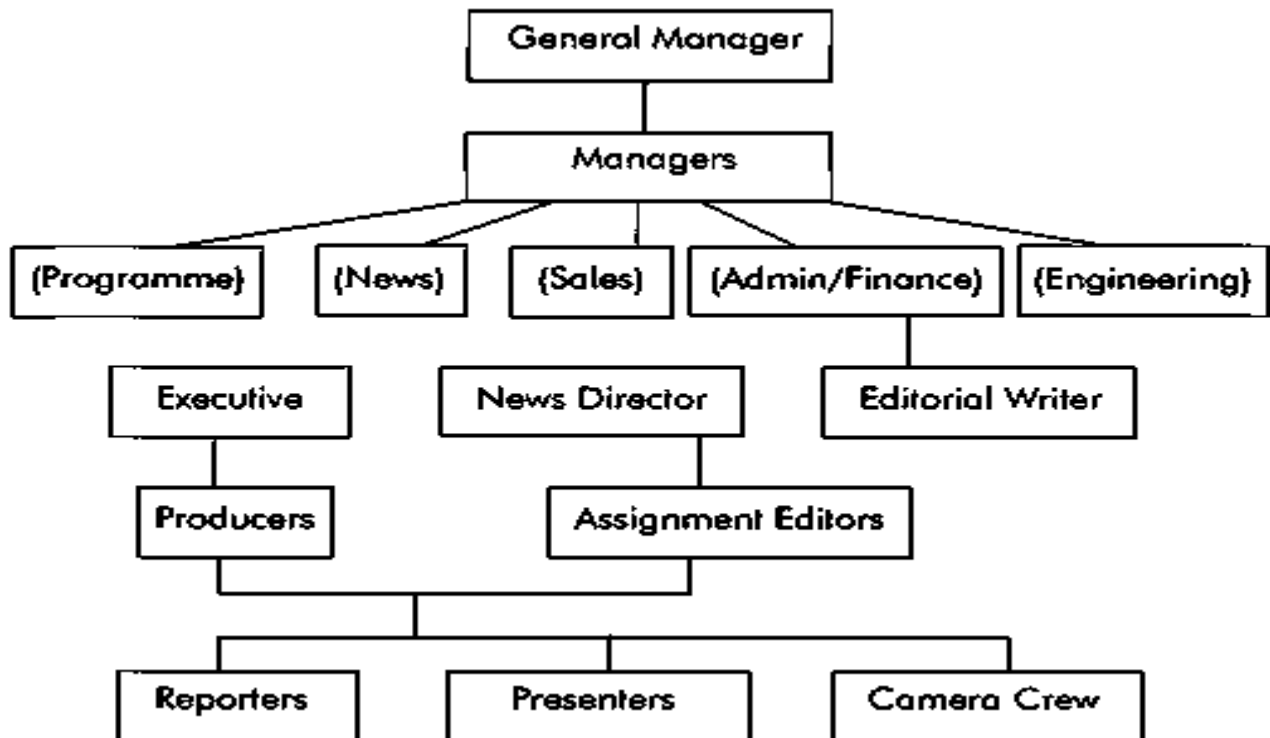 General Manager
Managers
(Programme) (News) (Sales) (Admin/Finance) (Engineering)
Executive News Director Editorial Writer
Producers Assignment Editors
Reporters Presenters Camera Crew